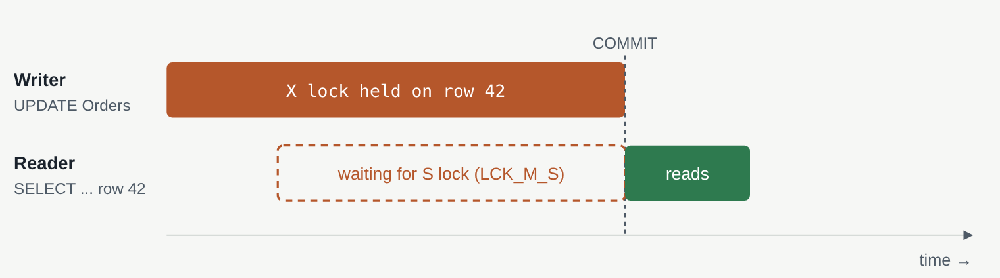 COMMIT
Writer
UPDATE Orders
X lock held on row 42
Reader
SELECT ... row 42
waiting for S lock (LCK_M_S)
reads
time →